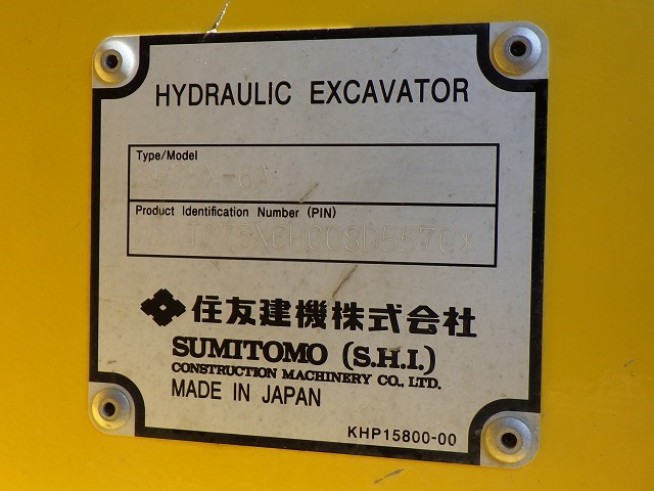 HYDRAULIC EXCAVATOR
Type/Model
Product Identification Number (PIN)
住友建機株式会社
SUMITOMO (S.H.I.)
CONSTRUCTION MACHINERY CO., LTD.
MADE IN JAPAN
KHP15800-00